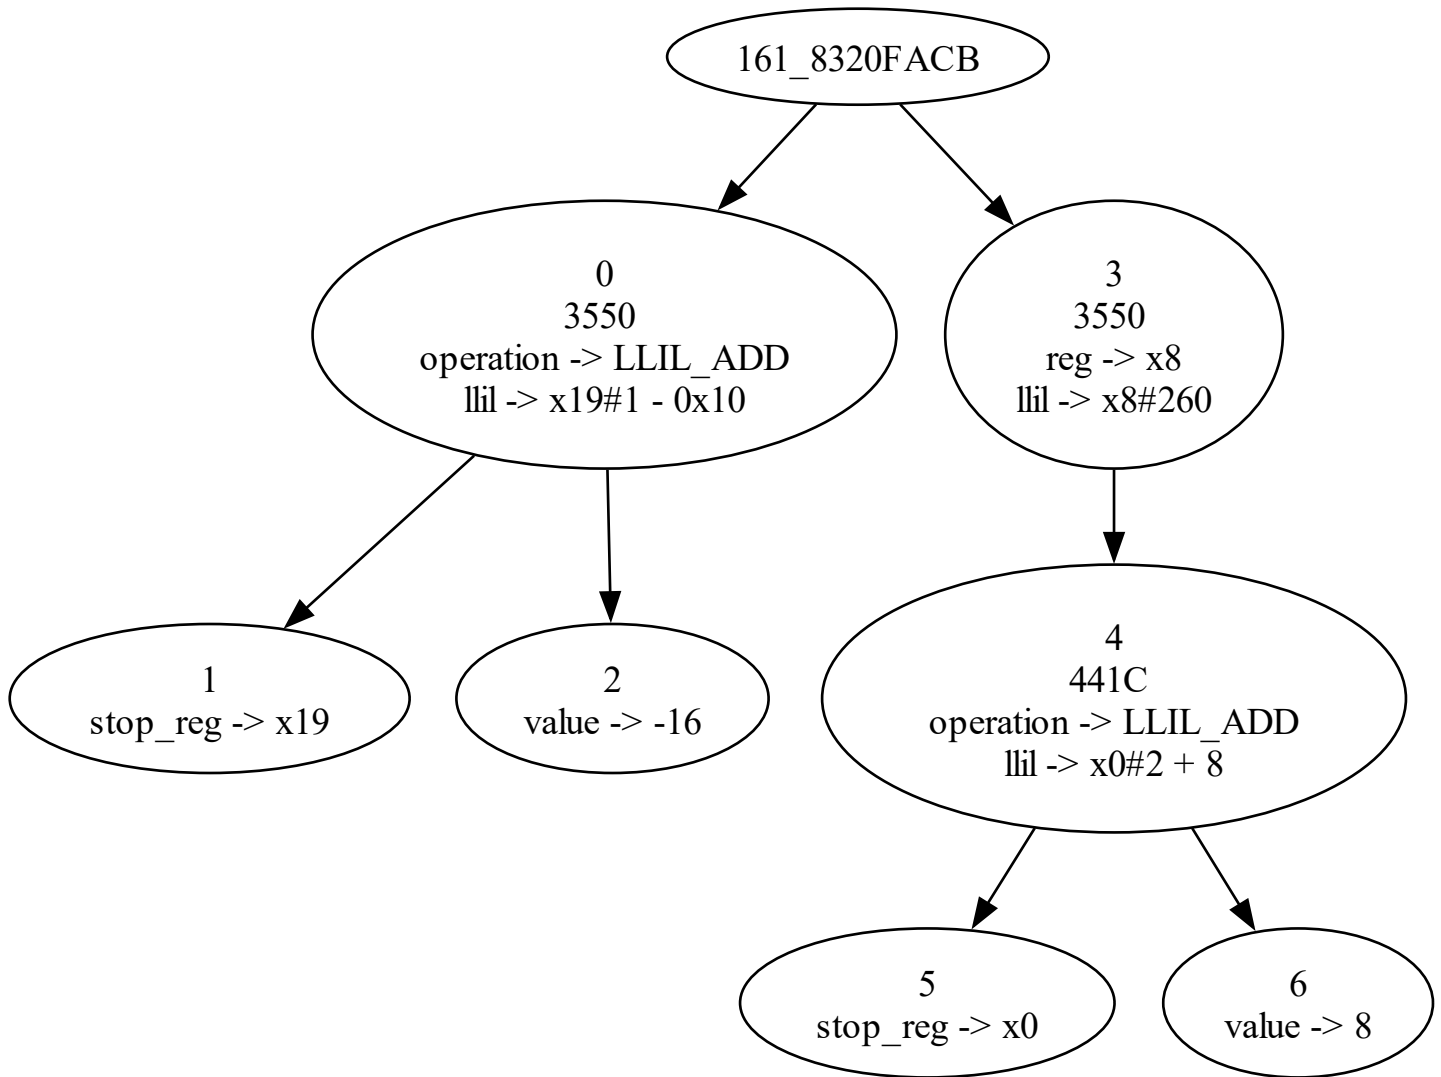 161_8320FACB
0
3550
operation -> LLIL_ADD
llil -> x19#1 - 0x10
3
3550
reg -> x8
llil -> x8#260
1
stop_reg -> x19
2
value -> -16
4
441C
operation -> LLIL_ADD
llil -> x0#2 + 8
5
stop_reg -> x0
6
value -> 8